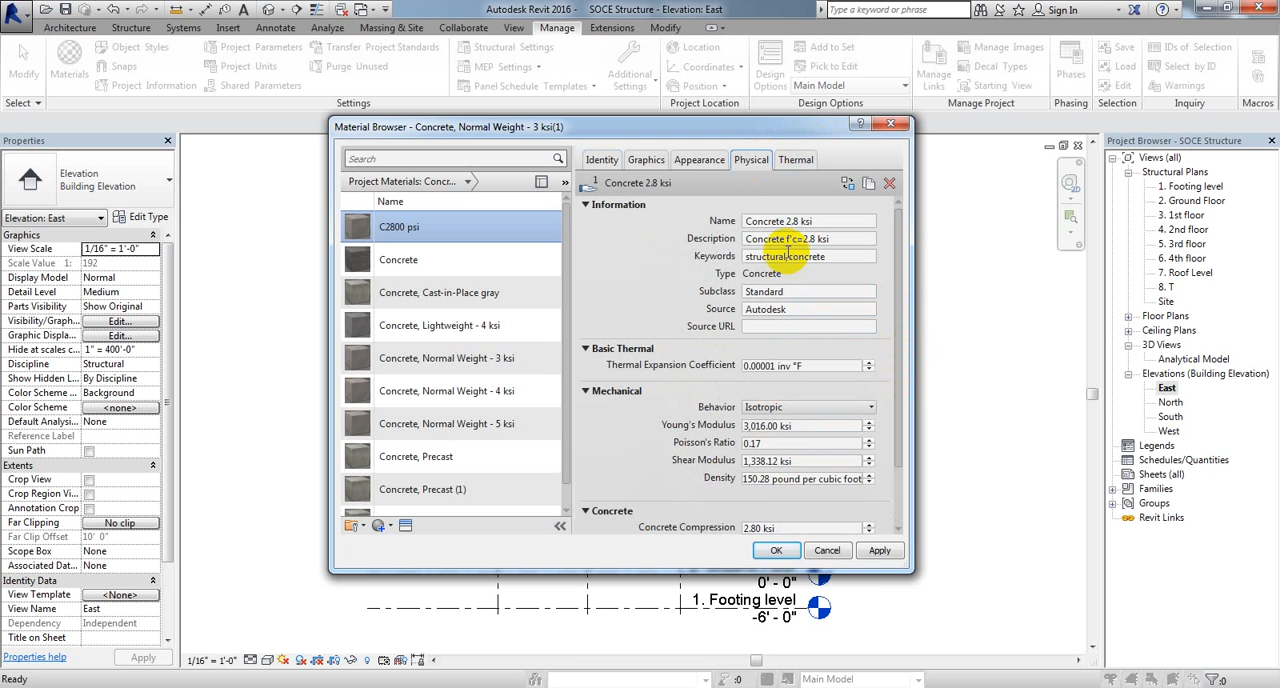 Autodesk Revit 2016 - SOCE Structure - Elevation: East
Type a keyword or phrase
Sign In
Architecture Structure Systems Insert Annotate Analyze Massing & Site Collaborate View Manage Extensions Modify
Modify
Materials
Object Styles
Snaps
Project Information
Project Parameters
Project Units
Shared Parameters
Transfer Project Standards
Purge Unused
Structural Settings
MEP Settings
Panel Schedule Templates
Additional Settings
Location
Coordinates
Position
Design Options
Add to Set
Pick to Edit
Main Model
Manage Links
Manage Images
Decal Types
Starting View
Phases
Save
Load
Edit
IDs of Selection
Select by ID
Warnings
Select
Settings
Project Location
Design Options
Manage Project
Phasing
Selection
Inquiry
Macros
Properties
Elevation
Building Elevation
Elevation: East
Edit Type
Graphics
View Scale 1/16" = 1'-0"
Scale Value 1: 192
Display Model Normal
Detail Level Medium
Parts Visibility Show Original
Visibility/Graph... Edit...
Graphic Displa... Edit...
Hide at scales c... 1" = 400'-0"
Discipline Structural
Show Hidden L... By Discipline
Color Scheme ... Background
Color Scheme <none>
Default Analysi... None
Reference Label
Sun Path
Extents
Crop View
Crop Region Vi...
Annotation Crop
Far Clipping No clip
Far Clip Offset 10' 0"
Scope Box None
Associated Dat... None
Identity Data
View Template <None>
View Name East
Dependency Independent
Title on Sheet
Properties help
Apply
Material Browser - Concrete, Normal Weight - 3 ksi(1)
Search
Project Materials: Concr...
Name
C2800 psi
Concrete
Concrete, Cast-in-Place gray
Concrete, Lightweight - 4 ksi
Concrete, Normal Weight - 3 ksi
Concrete, Normal Weight - 4 ksi
Concrete, Normal Weight - 5 ksi
Concrete, Precast
Concrete, Precast (1)
Identity Graphics Appearance Physical Thermal
1
Concrete 2.8 ksi
Information
Name Concrete 2.8 ksi
Description Concrete f'c=2.8 ksi
Keywords structural,concrete
Type Concrete
Subclass Standard
Source Autodesk
Source URL
Basic Thermal
Thermal Expansion Coefficient 0.00001 inv °F
Mechanical
Behavior Isotropic
Young's Modulus 3,016.00 ksi
Poisson's Ratio 0.17
Shear Modulus 1,338.12 ksi
Density 150.28 pound per cubic foot
Concrete
Concrete Compression 2.80 ksi
OK Cancel Apply
0' - 0"
1. Footing level
-6' - 0"
Project Browser - SOCE Structure
Views (all)
Structural Plans
1. Footing level
2. Ground Floor
3. 1st floor
4. 2nd floor
5. 3rd floor
6. 4th floor
7. Roof Level
8. T
Site
Floor Plans
Ceiling Plans
3D Views
Analytical Model
Elevations (Building Elevation)
East
North
South
West
Legends
Schedules/Quantities
Sheets (all)
Families
Groups
Revit Links
1/16" = 1'-0"
Ready
:0
Main Model
:0